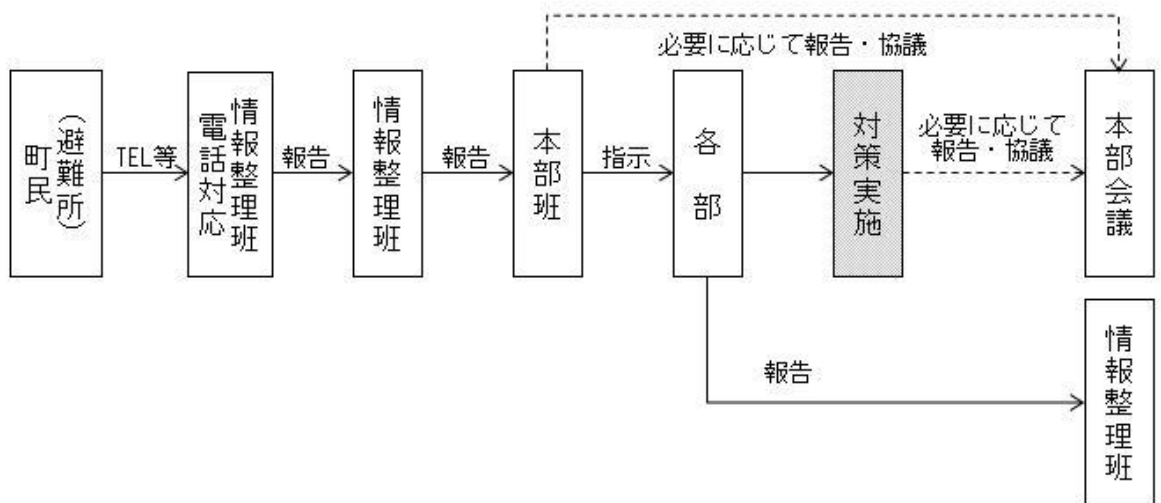 必要に応じて報告・協議
町民
(避難所)
TEL等
情報整理班
電話対応
報告
情報整理班
報告
本部班
指示
各部
対策実施
必要に応じて
報告・協議
本部会議
報告
情報整理班